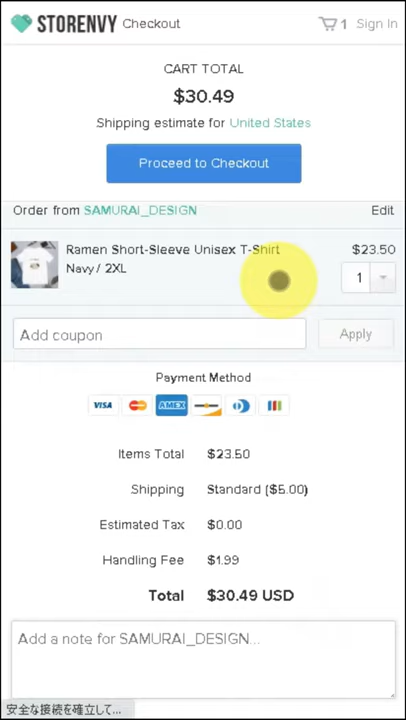 STORENVY Checkout 1 Sign In
CART TOTAL
$30.49
Shipping estimate for United States
Proceed to Checkout
Order from SAMURAI_DESIGN Edit
Ramen Short-Sleeve Unisex T-Shirt $23.50
Navy / 2XL 1
Add coupon Apply
Payment Method
VISA AMEX
Items Total $23.50
Shipping Standard ($5.00)
Estimated Tax $0.00
Handling Fee $1.99
Total $30.49 USD
Add a note for SAMURAI_DESIGN...
安全な接続を確立して...